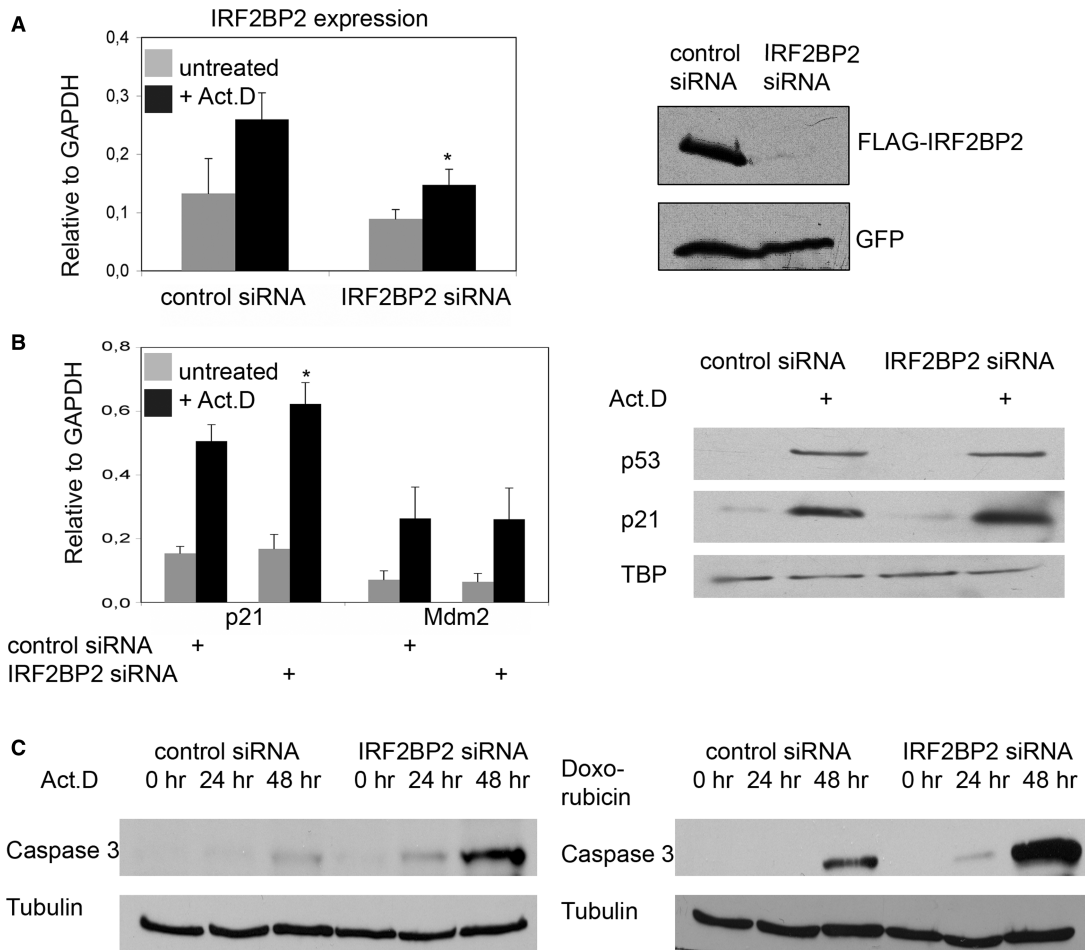 A
IRF2BP2 expression
0,4
0,3
0,2
0,1
0,0
Relative to GAPDH
untreated
+ Act.D
*
control siRNA
IRF2BP2 siRNA
control siRNA
IRF2BP2 siRNA
FLAG-IRF2BP2
GFP
B
0,8
0,6
0,4
0,2
0,0
Relative to GAPDH
untreated
+ Act.D
*
p21 Mdm2
control siRNA + +
IRF2BP2 siRNA + +
control siRNA IRF2BP2 siRNA
Act.D + +
p53
p21
TBP
C
control siRNA IRF2BP2 siRNA
Act.D 0 hr 24 hr 48 hr 0 hr 24 hr 48 hr
Caspase 3
Tubulin
control siRNA IRF2BP2 siRNA
0 hr 24 hr 48 hr 0 hr 24 hr 48 hr
Doxo-
rubicin
Caspase 3
Tubulin